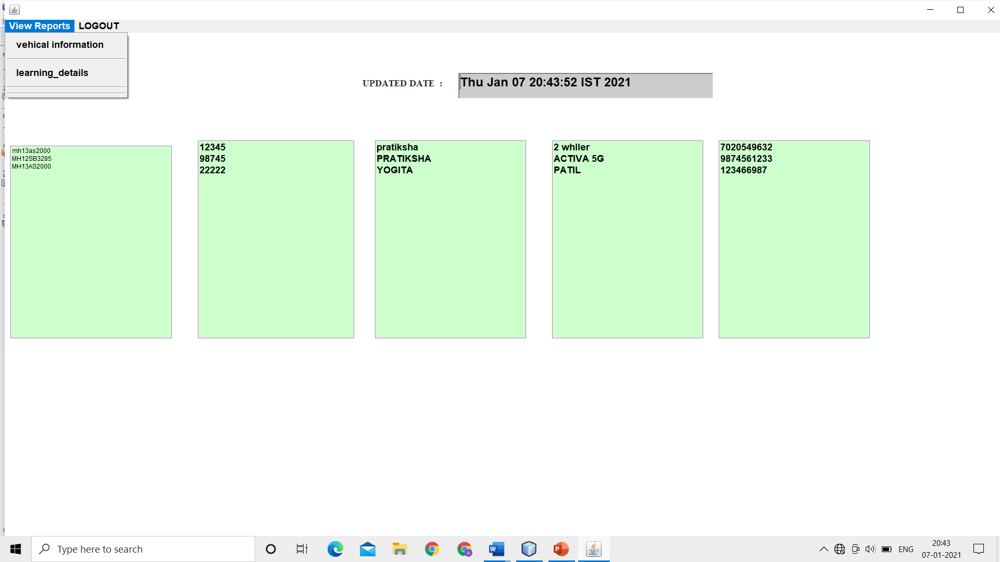 View Reports LOGOUT
vehical information
learning_details
UPDATED DATE :
Thu Jan 07 20:43:52 IST 2021
mh13as2000
MH12SB3285
MH13AS2000
12345
98745
22222
pratiksha
PRATIKSHA
YOGITA
2 whller
ACTIVA 5G
PATIL
7020549632
9874561233
123466987
Type here to search
ENG
20:43
07-01-2021